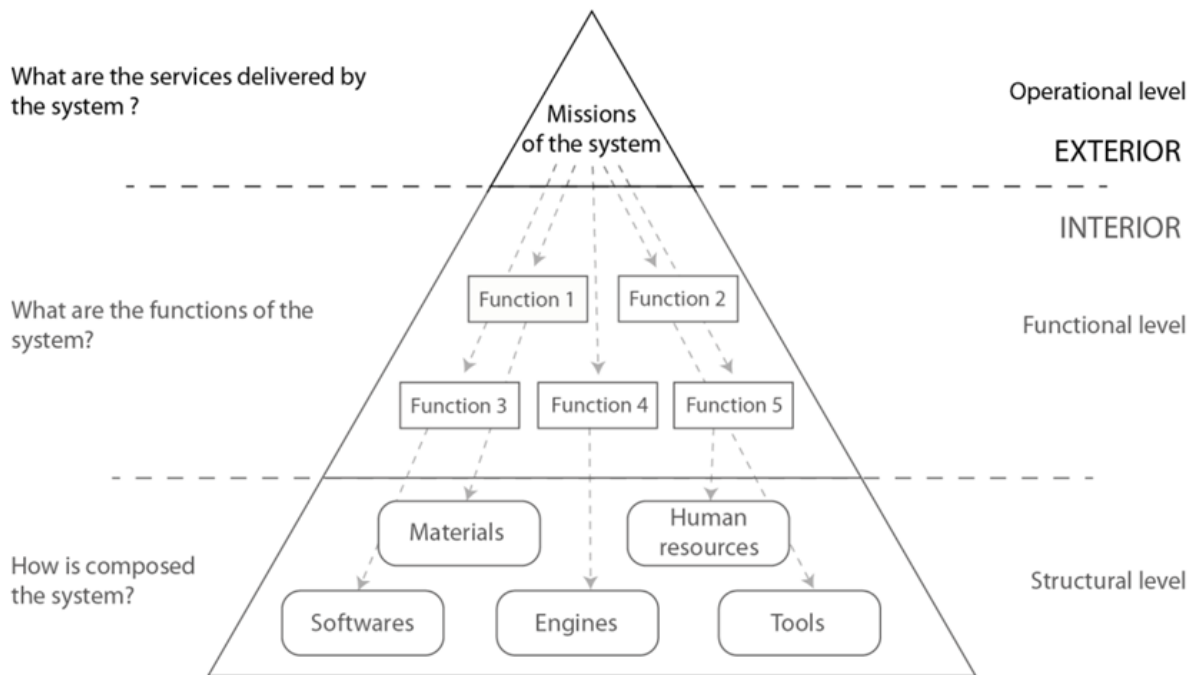 What are the services delivered by
the system ?
Missions
of the system
Operational level
EXTERIOR
INTERIOR
What are the functions of the
system?
Function 1
Function 2
Functional level
Function 3
Function 4
Function 5
How is composed
the system?
Materials
Human
resources
Structural level
Softwares
Engines
Tools